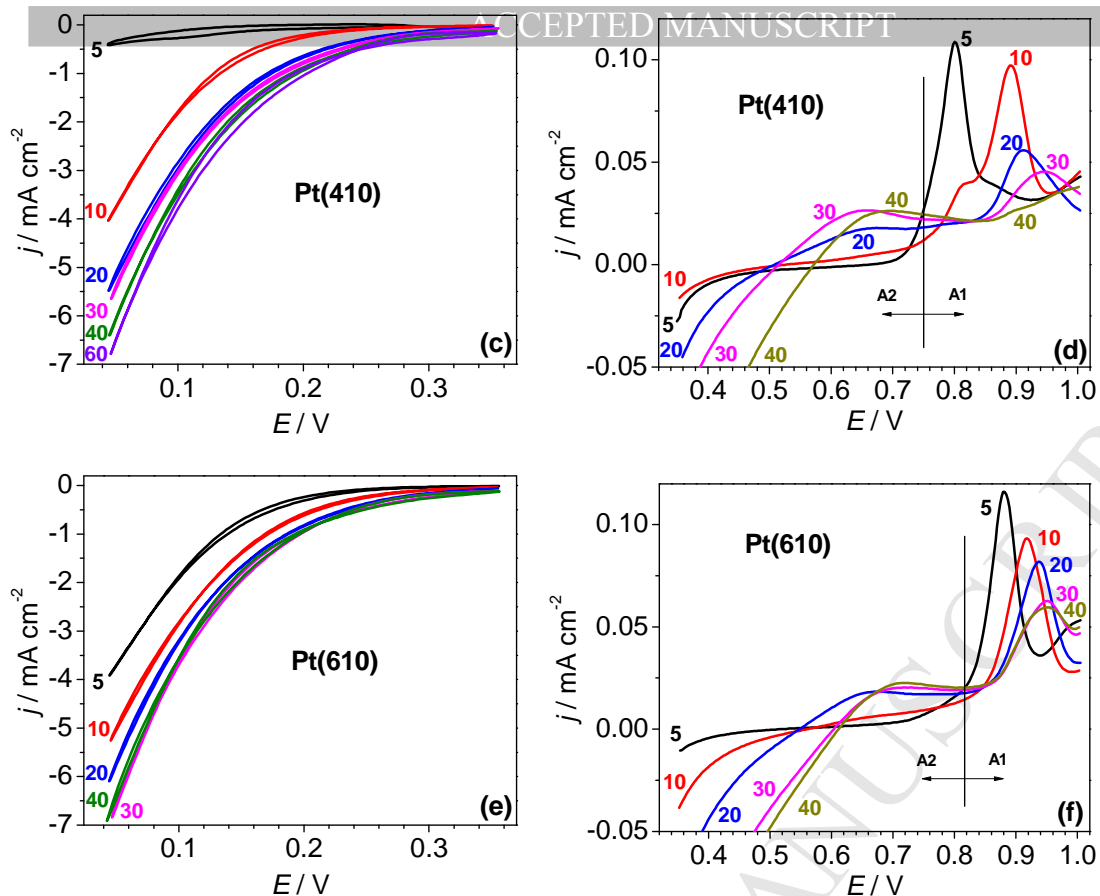 ACCEPTED MANUSCRIPT
0
-1
-2
-3
-4
-5
-6
-7
j / mA cm-2
5
10
20
30
40
60
Pt(410)
(c)
0.1 0.2 0.3
E / V
0.10
0.05
0.00
-0.05
j / mA cm-2
5
10
20
30
40
30
20
40
10
5
20
30
40
Pt(410)
A2 A1
(d)
0.4 0.5 0.6 0.7 0.8 0.9 1.0
E / V
0
-1
-2
-3
-4
-5
-6
-7
j / mA cm-2
5
10
20
40
30
Pt(610)
(e)
0.1 0.2 0.3
E / V
0.10
0.05
0.00
-0.05
j / mA cm-2
5
10
20
30
40
5
10
20
30
40
Pt(610)
A2 A1
(f)
0.4 0.5 0.6 0.7 0.8 0.9 1.0
E / V
ANUSCRIP